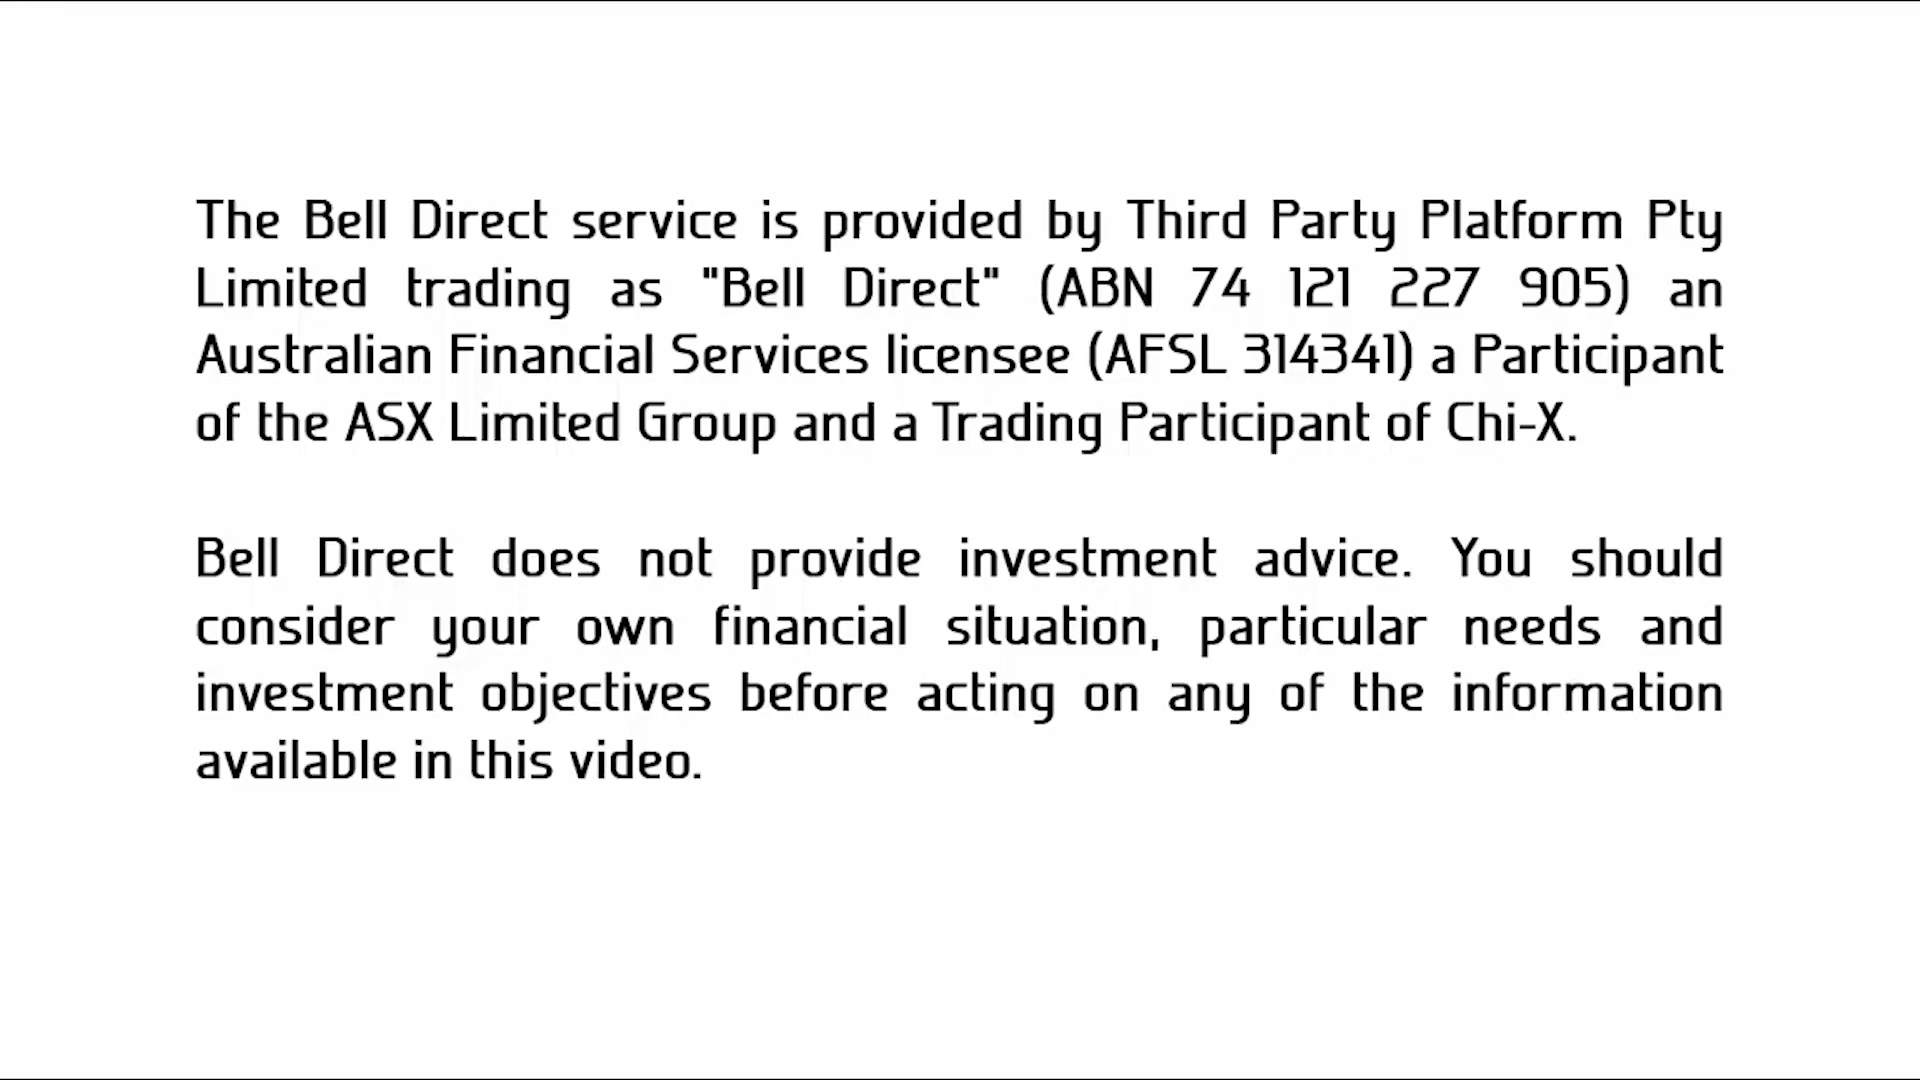 The Bell Direct service is provided by Third Party Platform Pty
Limited trading as "Bell Direct" (ABN 74 121 227 905) an
Australian Financial Services licensee (AFSL 314341) a Participant
of the ASX Limited Group and a Trading Participant of Chi-X.
Bell Direct does not provide investment advice. You should
consider your own financial situation, particular needs and
investment objectives before acting on any of the information
available in this video.